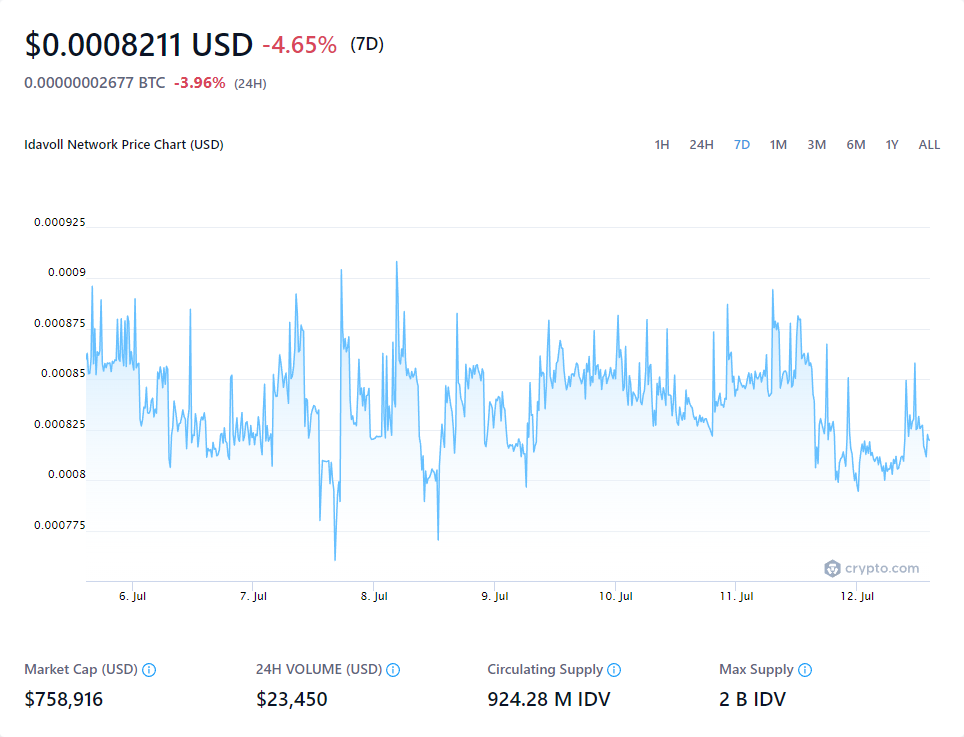 $0.0008211 USD -4.65% (7D)
0.00000002677 BTC -3.96% (24H)
Idavoll Network Price Chart (USD) 1H 24H 7D 1M 3M 6M 1Y ALL
0.000925
0.0009
0.000875
0.00085
0.000825
0.0008
0.000775
crypto.com
6. Jul 7. Jul 8. Jul 9. Jul 10. Jul 11. Jul 12. Jul
Market Cap (USD) 24H VOLUME (USD) Circulating Supply Max Supply
$758,916 $23,450 924.28 M IDV 2 B IDV